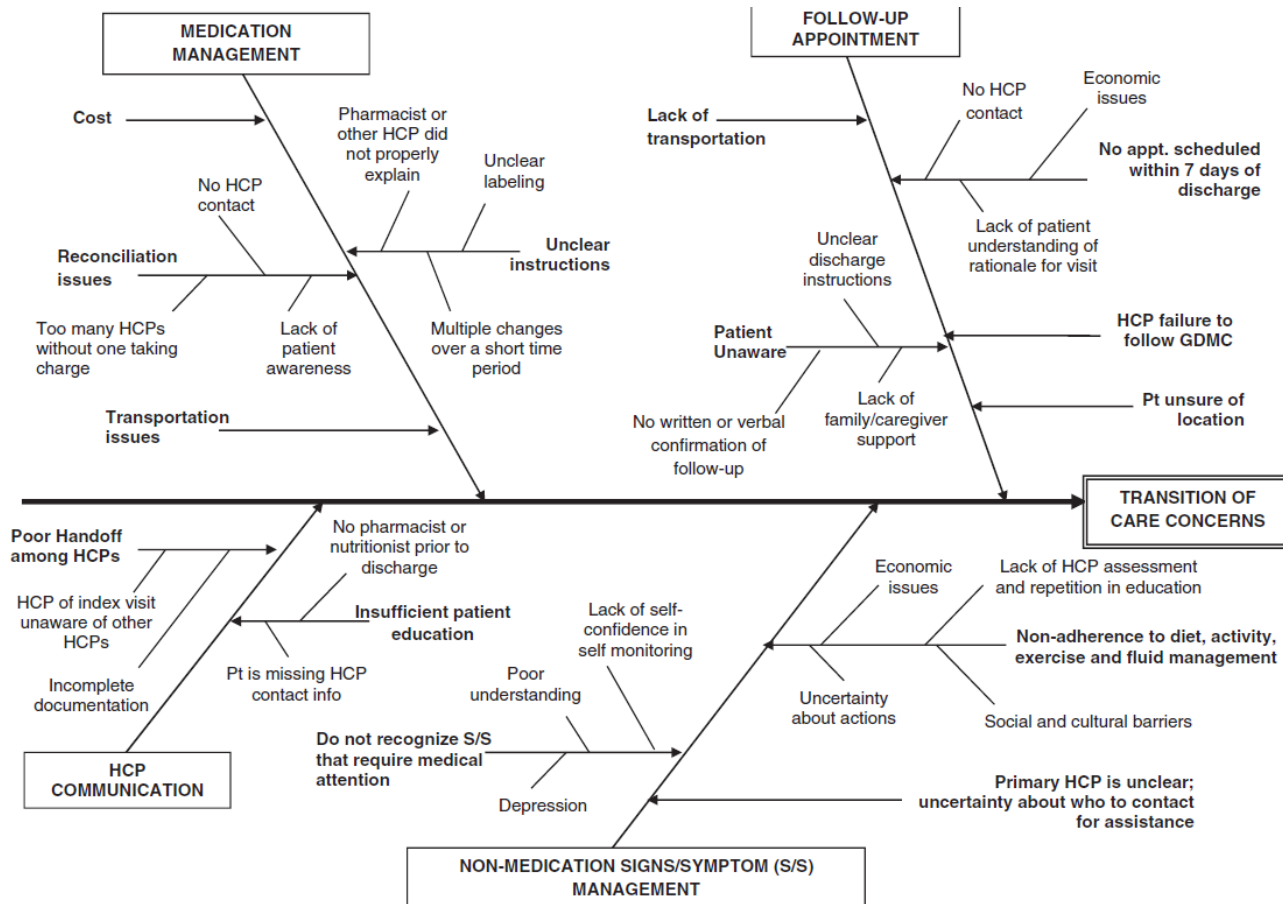 MEDICATION
MANAGEMENT
FOLLOW-UP
APPOINTMENT
Cost
Pharmacist or
other HCP did
not properly
explain
Unclear
labeling
No HCP
contact
Reconciliation
issues
Unclear
instructions
Too many HCPs
without one taking
charge
Lack of
patient
awareness
Multiple changes
over a short time
period
Transportation
issues
Lack of
transportation
No HCP
contact
Economic
issues
No appt. scheduled
within 7 days of
discharge
Lack of patient
understanding of
rationale for visit
Unclear
discharge
instructions
Patient
Unaware
HCP failure to
follow GDMC
No written or verbal
confirmation of
follow-up
Lack of
family/caregiver
support
Pt unsure of
location
TRANSITION OF
CARE CONCERNS
Poor Handoff
among HCPs
No pharmacist or
nutritionist prior to
discharge
HCP of index visit
unaware of other
HCPs
Insufficient patient
education
Incomplete
documentation
Pt is missing HCP
contact info
HCP
COMMUNICATION
Lack of self-
confidence in
self monitoring
Poor
understanding
Do not recognize S/S
that require medical
attention
Depression
Economic
issues
Lack of HCP assessment
and repetition in education
Non-adherence to diet, activity,
exercise and fluid management
Uncertainty
about actions
Social and cultural barriers
Primary HCP is unclear;
uncertainty about who to contact
for assistance
NON-MEDICATION SIGNS/SYMPTOM (S/S)
MANAGEMENT